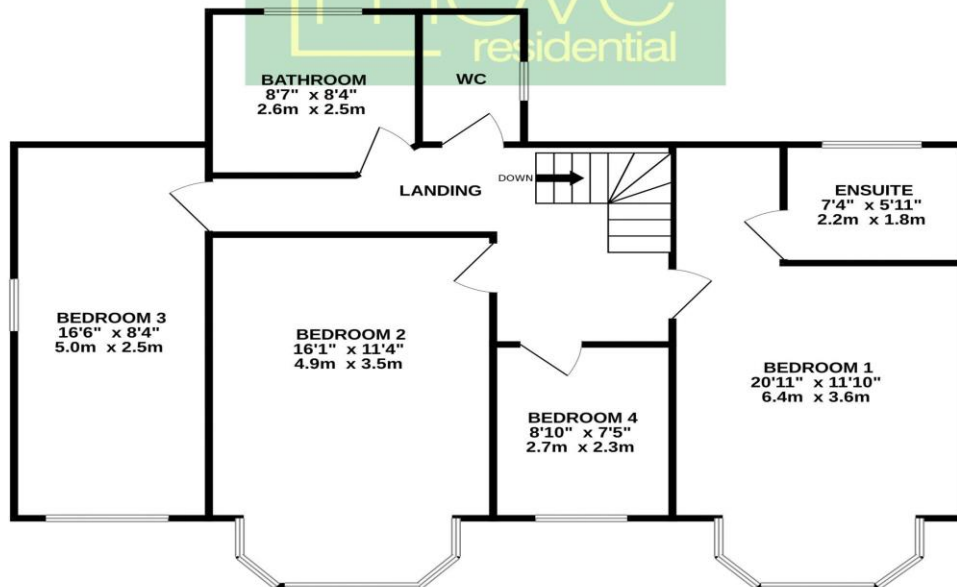 move
residential
BATHROOM
8'7" x 8'4"
2.6m x 2.5m
WC
LANDING
DOWN
ENSUITE
7'4" x 5'11"
2.2m x 1.8m
BEDROOM 3
16'6" x 8'4"
5.0m x 2.5m
BEDROOM 2
16'1" x 11'4"
4.9m x 3.5m
BEDROOM 1
20'11" x 11'10"
6.4m x 3.6m
BEDROOM 4
8'10" x 7'5"
2.7m x 2.3m